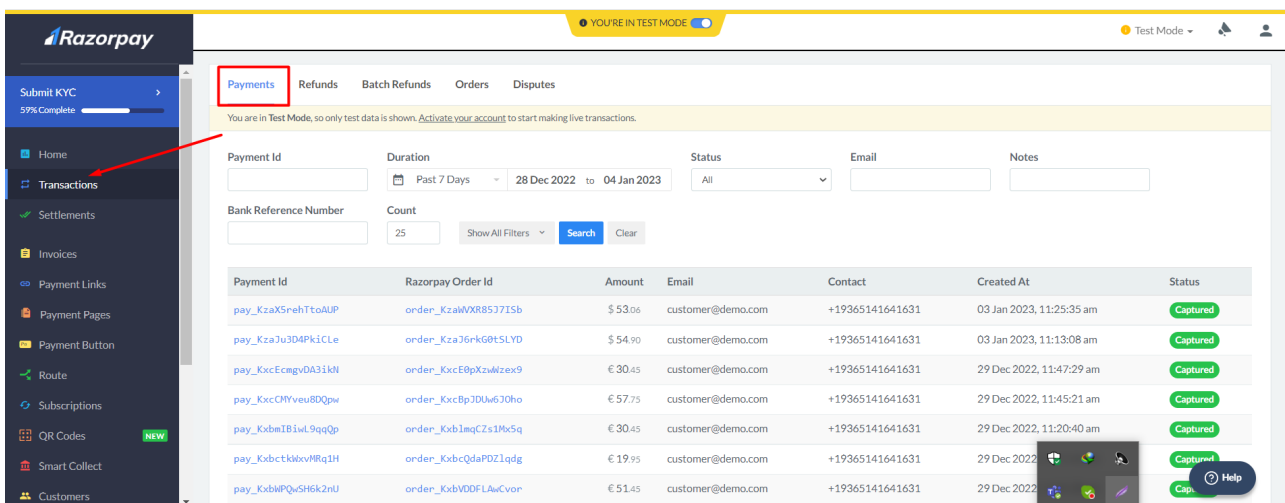 YOU'RE IN TEST MODE
Razorpay
Test Mode
Submit KYC
59% Complete
Home
Transactions
Settlements
Invoices
Payment Links
Payment Pages
Payment Button
Route
Subscriptions
QR Codes NEW
Smart Collect
Customers
Payments Refunds Batch Refunds Orders Disputes
You are in Test Mode, so only test data is shown. Activate your account to start making live transactions.
Payment Id Duration Status Email Notes
Past 7 Days 28 Dec 2022 to 04 Jan 2023 All
Bank Reference Number Count
25 Show All Filters Search Clear
Payment Id Razorpay Order Id Amount Email Contact Created At Status
pay_KzaX5rehTtoAUP order_KzaWVXR85J7ISb $ 53.06 customer@demo.com +19365141641631 03 Jan 2022, 11:25:35 am Captured
pay_KzaJu3D4PkiCLe order_KzaJ6rkG0tSLYD $ 54.90 customer@demo.com +19365141641631 03 Jan 2022, 11:13:08 am Captured
pay_KxcEcmgvDA3ikN order_KxcE0pXzwWzex9 € 30.45 customer@demo.com +19365141641631 29 Dec 2022, 11:47:29 am Captured
pay_KxcCMYveu8DQpw order_KxcBpJDUw6JOho € 57.75 customer@demo.com +19365141641631 29 Dec 2022, 11:45:21 am Captured
pay_KxbmIBiwL9qqQp order_KxblmqCZs1Mx5q € 30.45 customer@demo.com +19365141641631 29 Dec 2022, 11:20:40 am Captured
pay_KxbctkWxvMRq1H order_KxbcQdaPDZlqdg € 19.95 customer@demo.com +19365141641631 29 Dec 2022 Captured
pay_KxbWPQwSH6k2nU order_KxbVDDFLAwCvor € 51.45 customer@demo.com +19365141641631 29 Dec 2022
Help